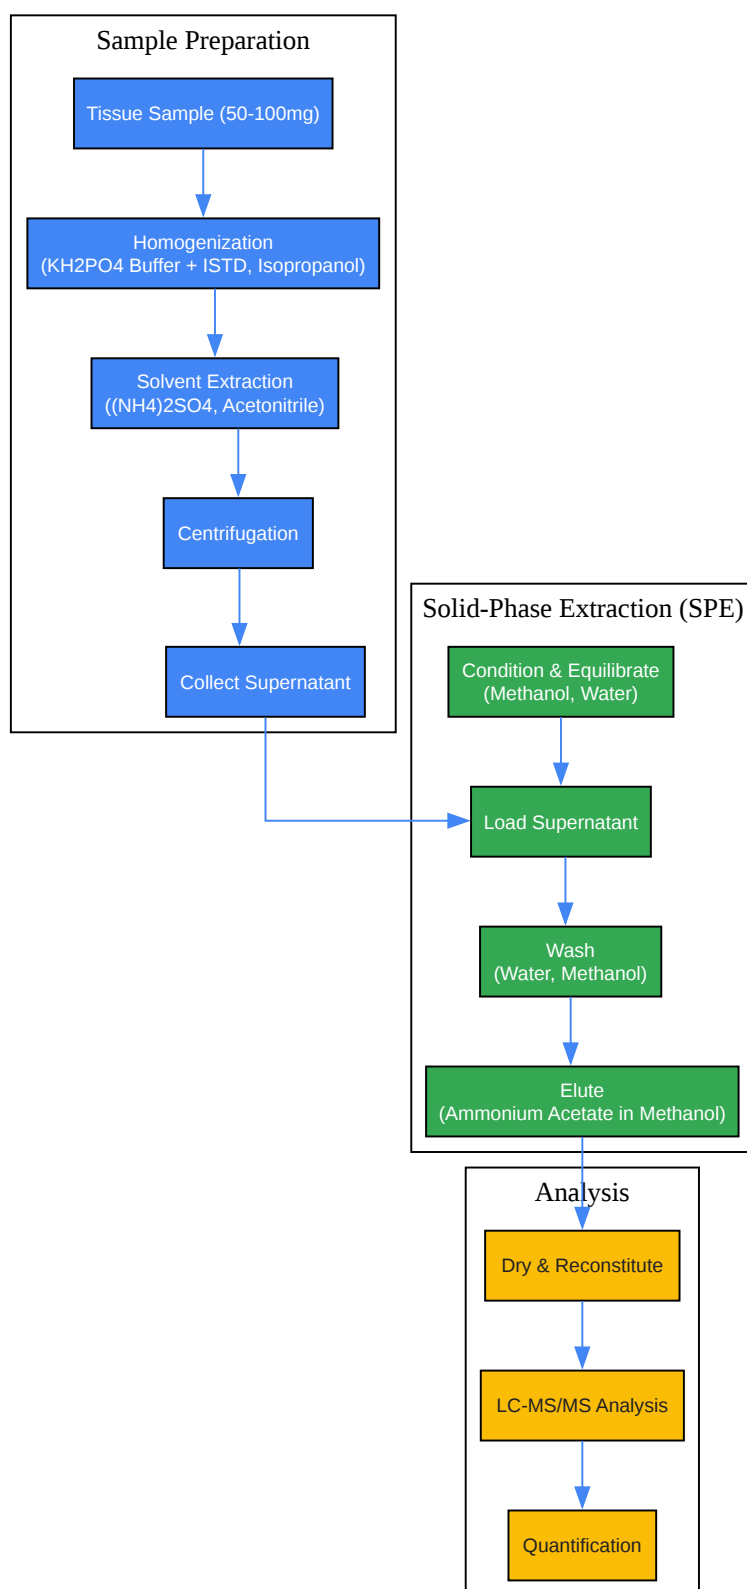 Sample Preparation
Tissue Sample (50-100mg)
Homogenization
(KH2PO4 Buffer + ISTD, Isopropanol)
Solvent Extraction
((NH4)2SO4, Acetonitrile)
Centrifugation
Collect Supernatant
Solid-Phase Extraction (SPE)
Condition & Equilibrate
(Methanol, Water)
Load Supernatant
Wash
(Water, Methanol)
Elute
(Ammonium Acetate in Methanol)
Analysis
Dry & Reconstitute
LC-MS/MS Analysis
Quantification